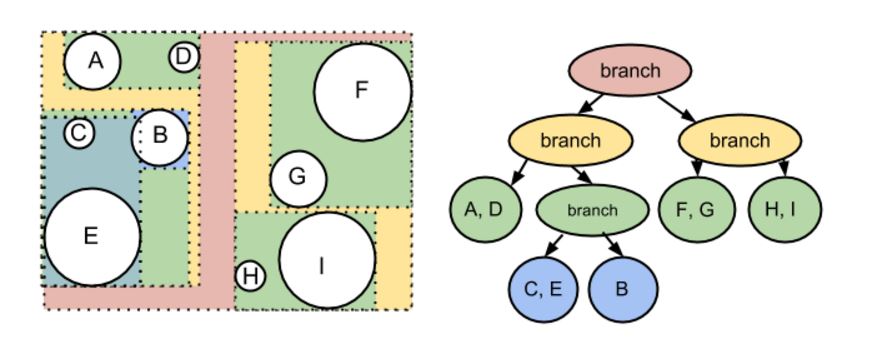 A
D
F
C
B
G
E
H
I
branch
branch
branch
A, D
branch
F, G
H, I
C, E
B